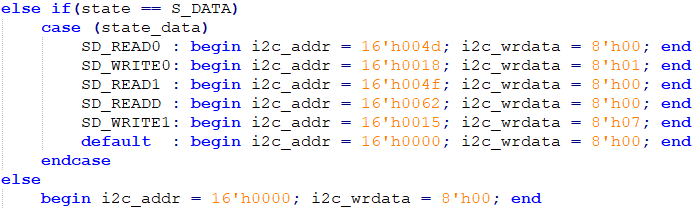 else if(state == S_DATA)
case (state_data)
SD_READ0 : begin i2c_addr = 16'h004d; i2c_wrdata = 8'h00; end
SD_WRITE0: begin i2c_addr = 16'h0018; i2c_wrdata = 8'h01; end
SD_READ1 : begin i2c_addr = 16'h004f; i2c_wrdata = 8'h00; end
SD_READD : begin i2c_addr = 16'h0062; i2c_wrdata = 8'h00; end
SD_WRITE1: begin i2c_addr = 16'h0015; i2c_wrdata = 8'h07; end
default  : begin i2c_addr = 16'h0000; i2c_wrdata = 8'h00; end
endcase
else
begin i2c_addr = 16'h0000; i2c_wrdata = 8'h00; end